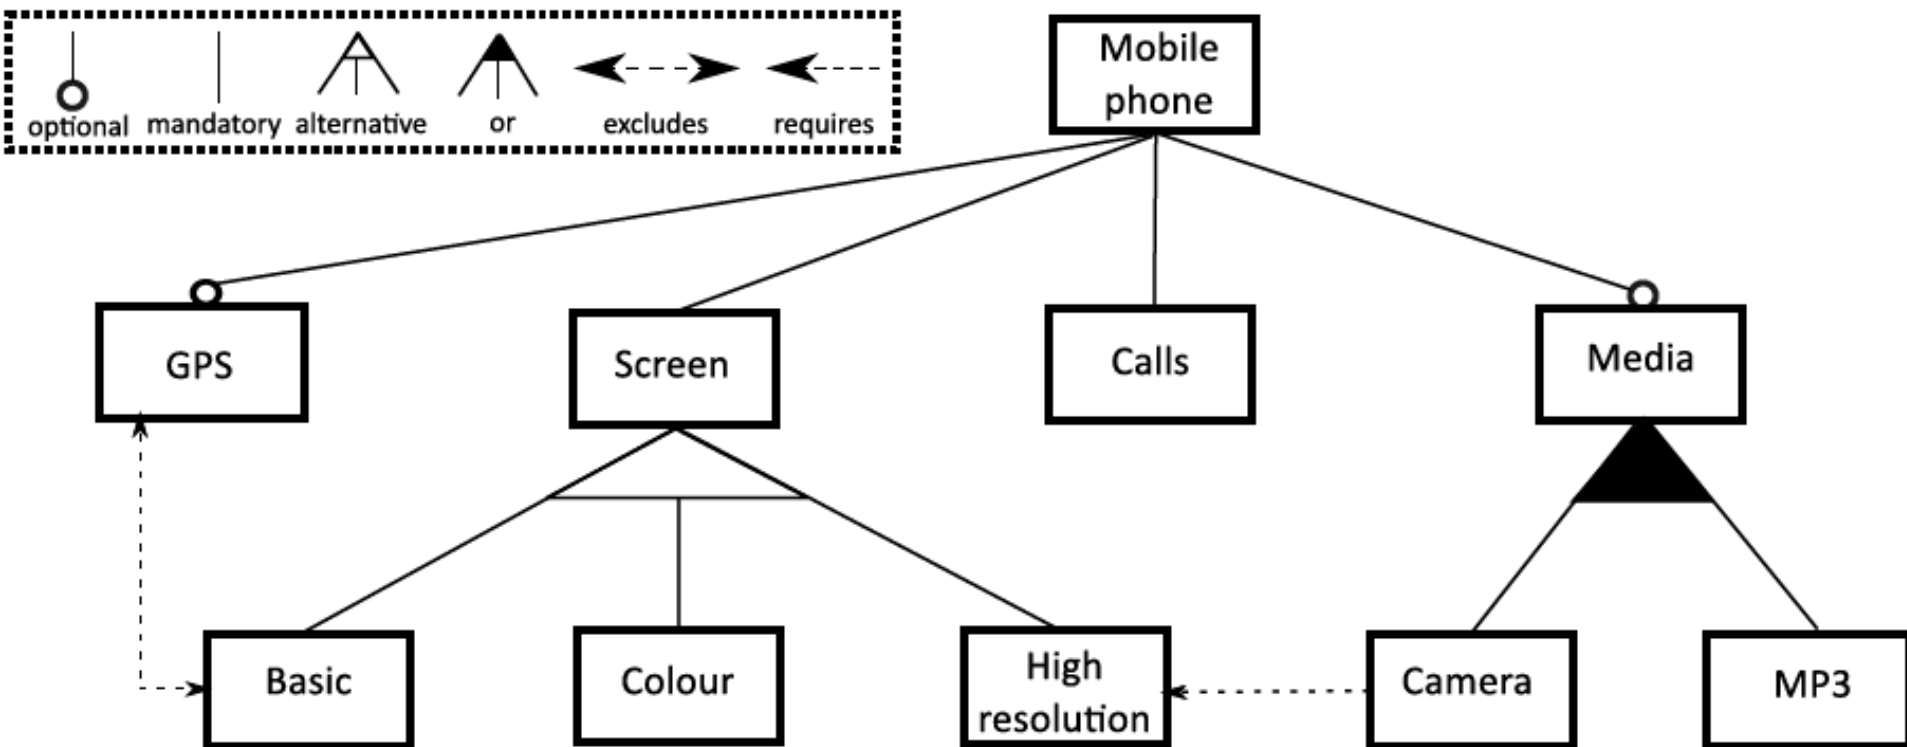 optional mandatory alternative or excludes requires
Mobile
phone
GPS
Screen
Calls
Media
Basic
Colour
High
resolution
Camera
MP3